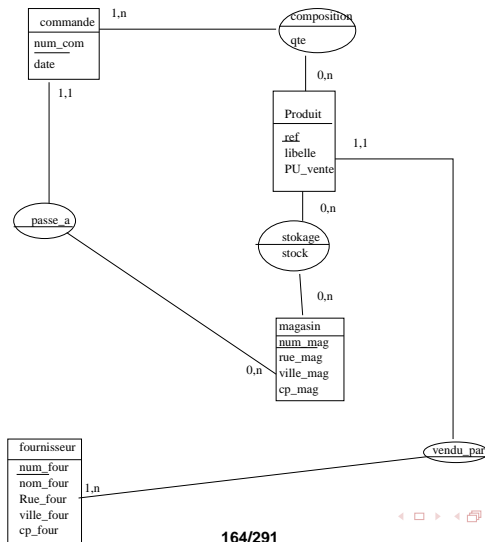 commande
num_com
date
1,n
composition
qte
1,1
0,n
Produit
ref
libelle
PU_vente
1,1
passe_a
0,n
stokage
stock
0,n
magasin
num_mag
rue_mag
ville_mag
cp_mag
0,n
fournisseur
num_four
nom_four
Rue_four
ville_four
cp_four
1,n
vendu_par
164/291